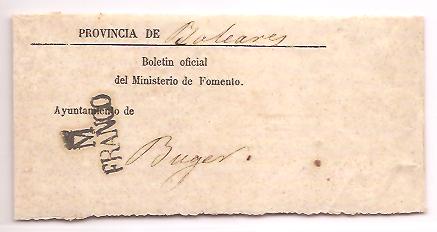 PROVINCIA DE Baleares
Boletin oficial
del Ministerio de Fomento.
Ayuntamiento de
M
FRANCO
Buger.